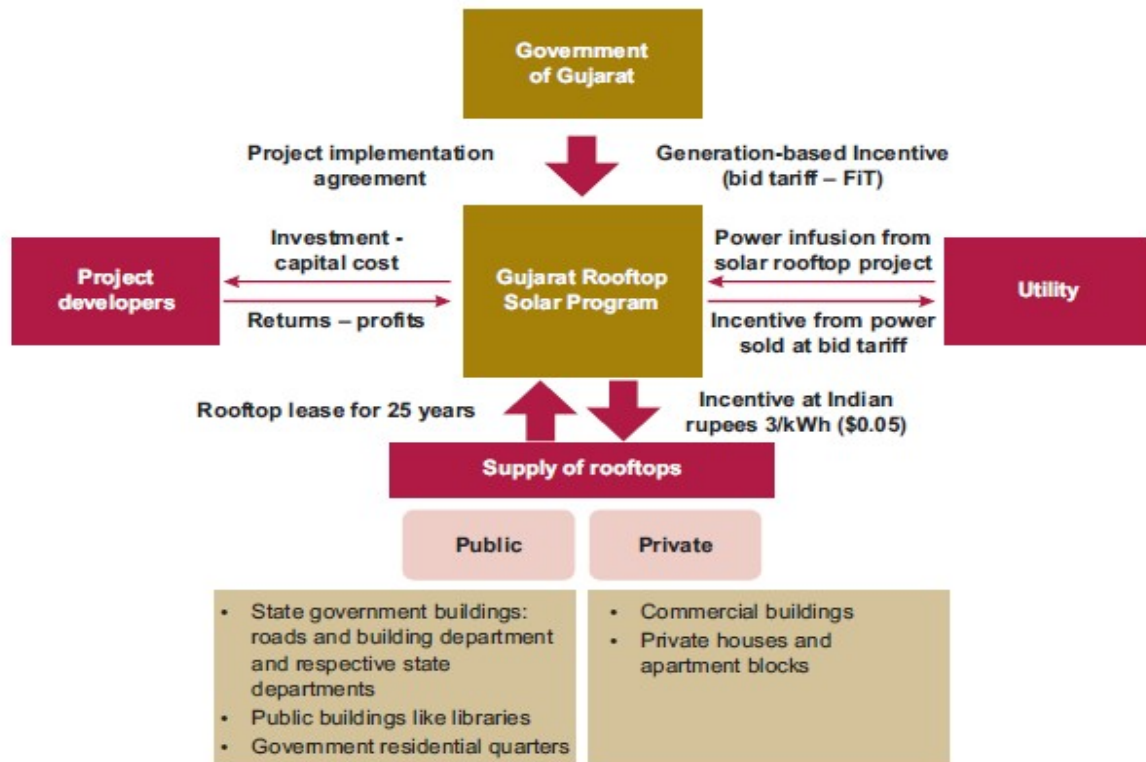 Government
of Gujarat
Project implementation
agreement
Generation-based Incentive
(bid tariff – FiT)
Project
developers
Investment -
capital cost
Returns – profits
Gujarat Rooftop
Solar Program
Power infusion from
solar rooftop project
Incentive from power
sold at bid tariff
Utility
Rooftop lease for 25 years
Incentive at Indian
rupees 3/kWh ($0.05)
Supply of rooftops
Public
Private
• State government buildings:
roads and building department
and respective state
departments
• Public buildings like libraries
• Government residential quarters
• Commercial buildings
• Private houses and
apartment blocks